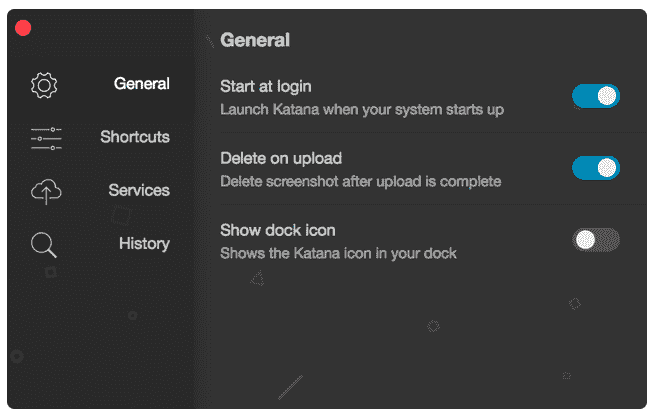 General
Shortcuts
Services
History
General
Start at login
Launch Katana when your system starts up
Delete on upload
Delete screenshot after upload is complete
Show dock icon
Shows the Katana icon in your dock